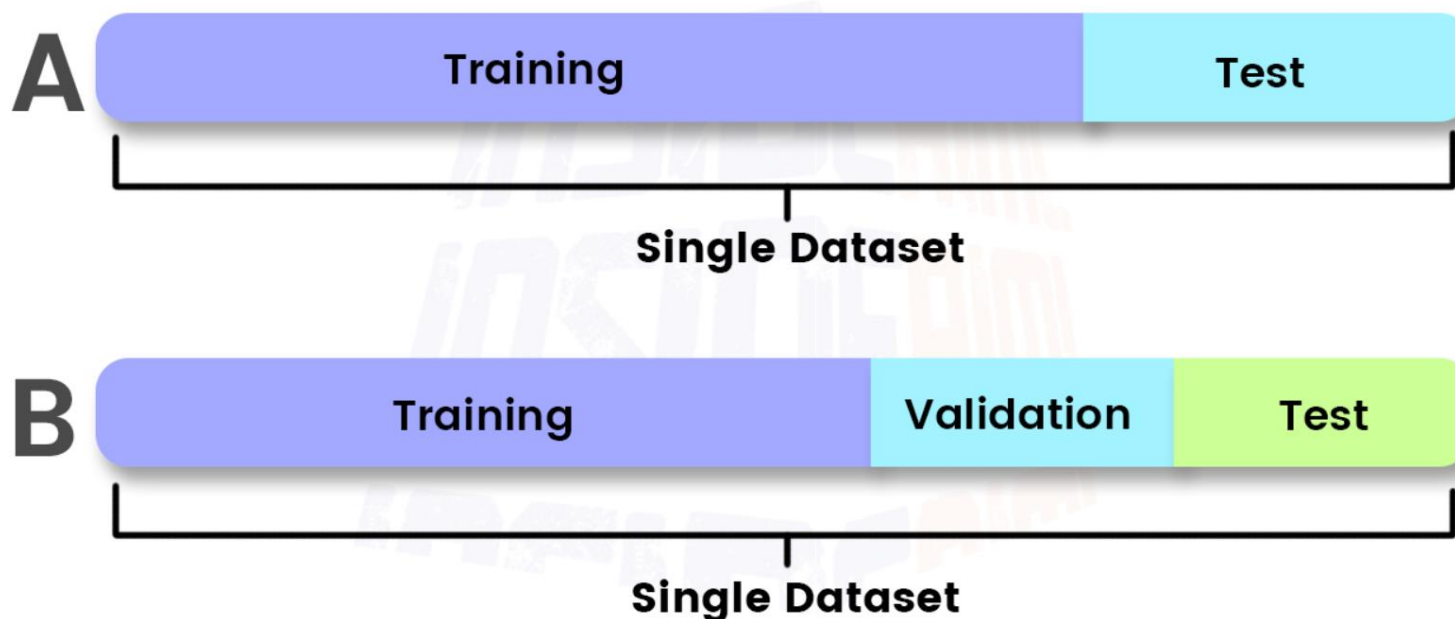 A
Training
Test
Single Dataset
B
Training
Validation
Test
Single Dataset